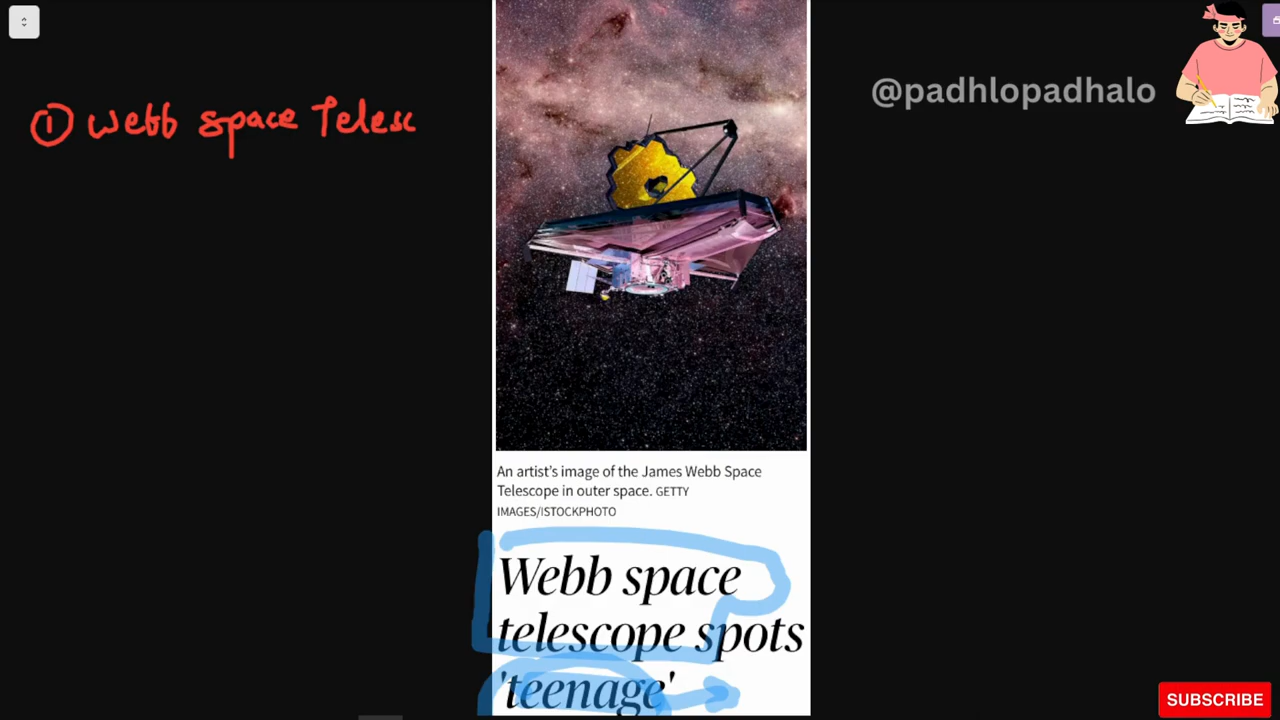 ① Webb space Telesc
@padhlopadhalo
An artist's image of the James Webb Space
Telescope in outer space. GETTY
IMAGES/ISTOCKPHOTO
Webb space
telescope spots
'teenage'
SUBSCRIBE